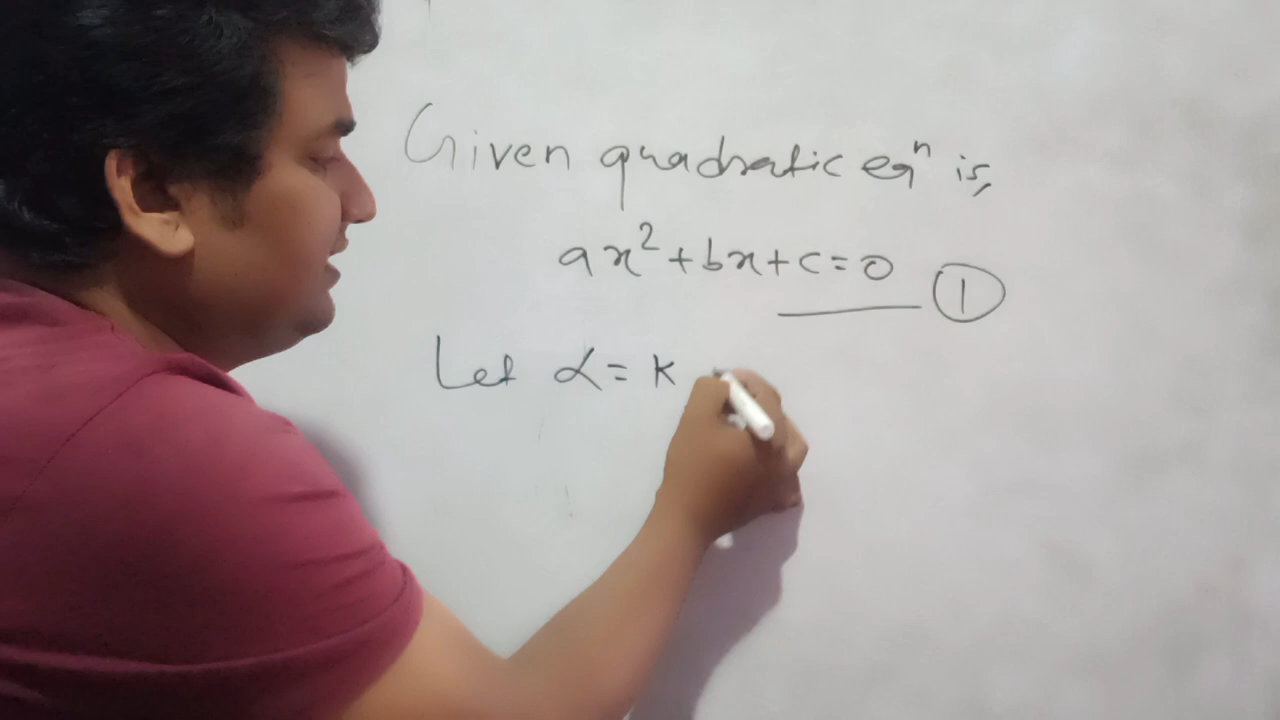 Given quadratic eqⁿ is,
ax²+bx+c=0 ①
Let α=k